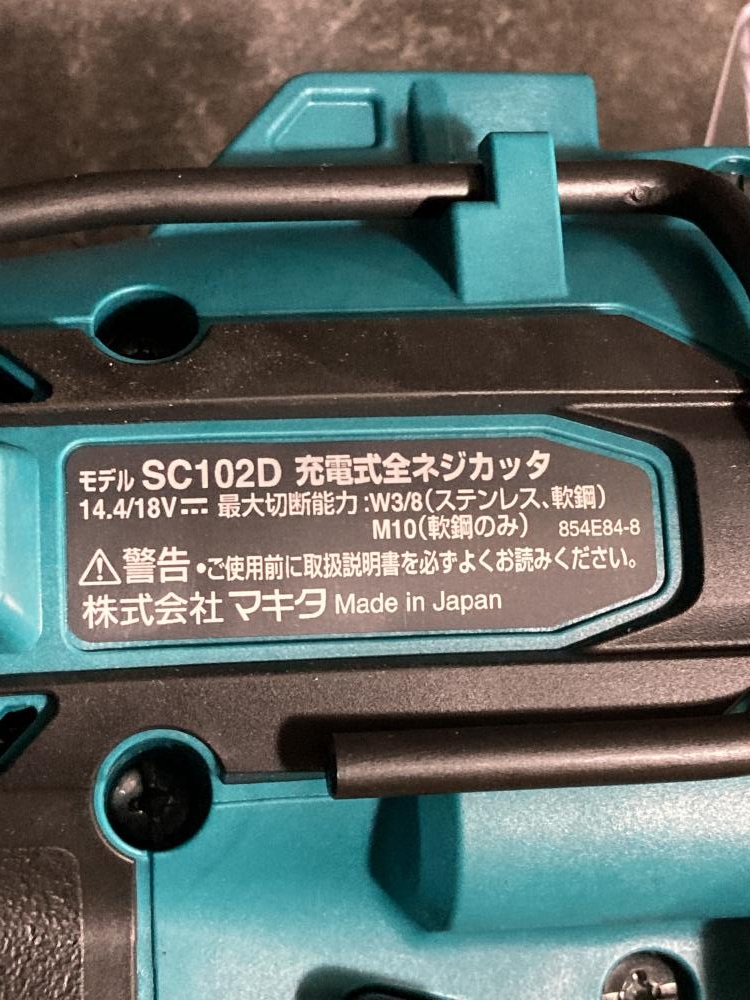 モデル SC102D 充電式全ネジカッタ
14.4/18V⎓ 最大切断能力:W3/8(ステンレス、軟鋼)
M10(軟鋼のみ) 854E84-8
⚠警告 •ご使用前に取扱説明書を必ずよくお読みください。
株式会社マキタ Made in Japan